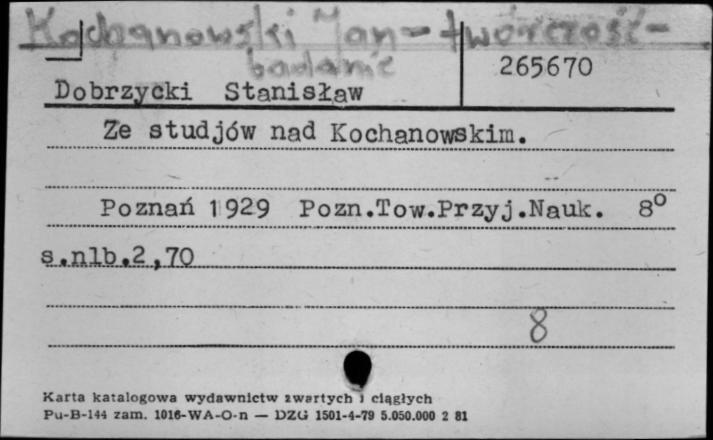 Kochanowski Jan - twórczość -
badanie
265670
Dobrzycki Stanisław
Ze studjów nad Kochanowskim.
Poznań 1929 Pozn.Tow.Przyj.Nauk. 8°
s.nlb.2,70
8
Karta katalogowa wydawnictw zwartych i ciągłych
Pu-B-144 zam. 1016-WA-O-n — DZG 1501-4-79 5.050.000 2 81